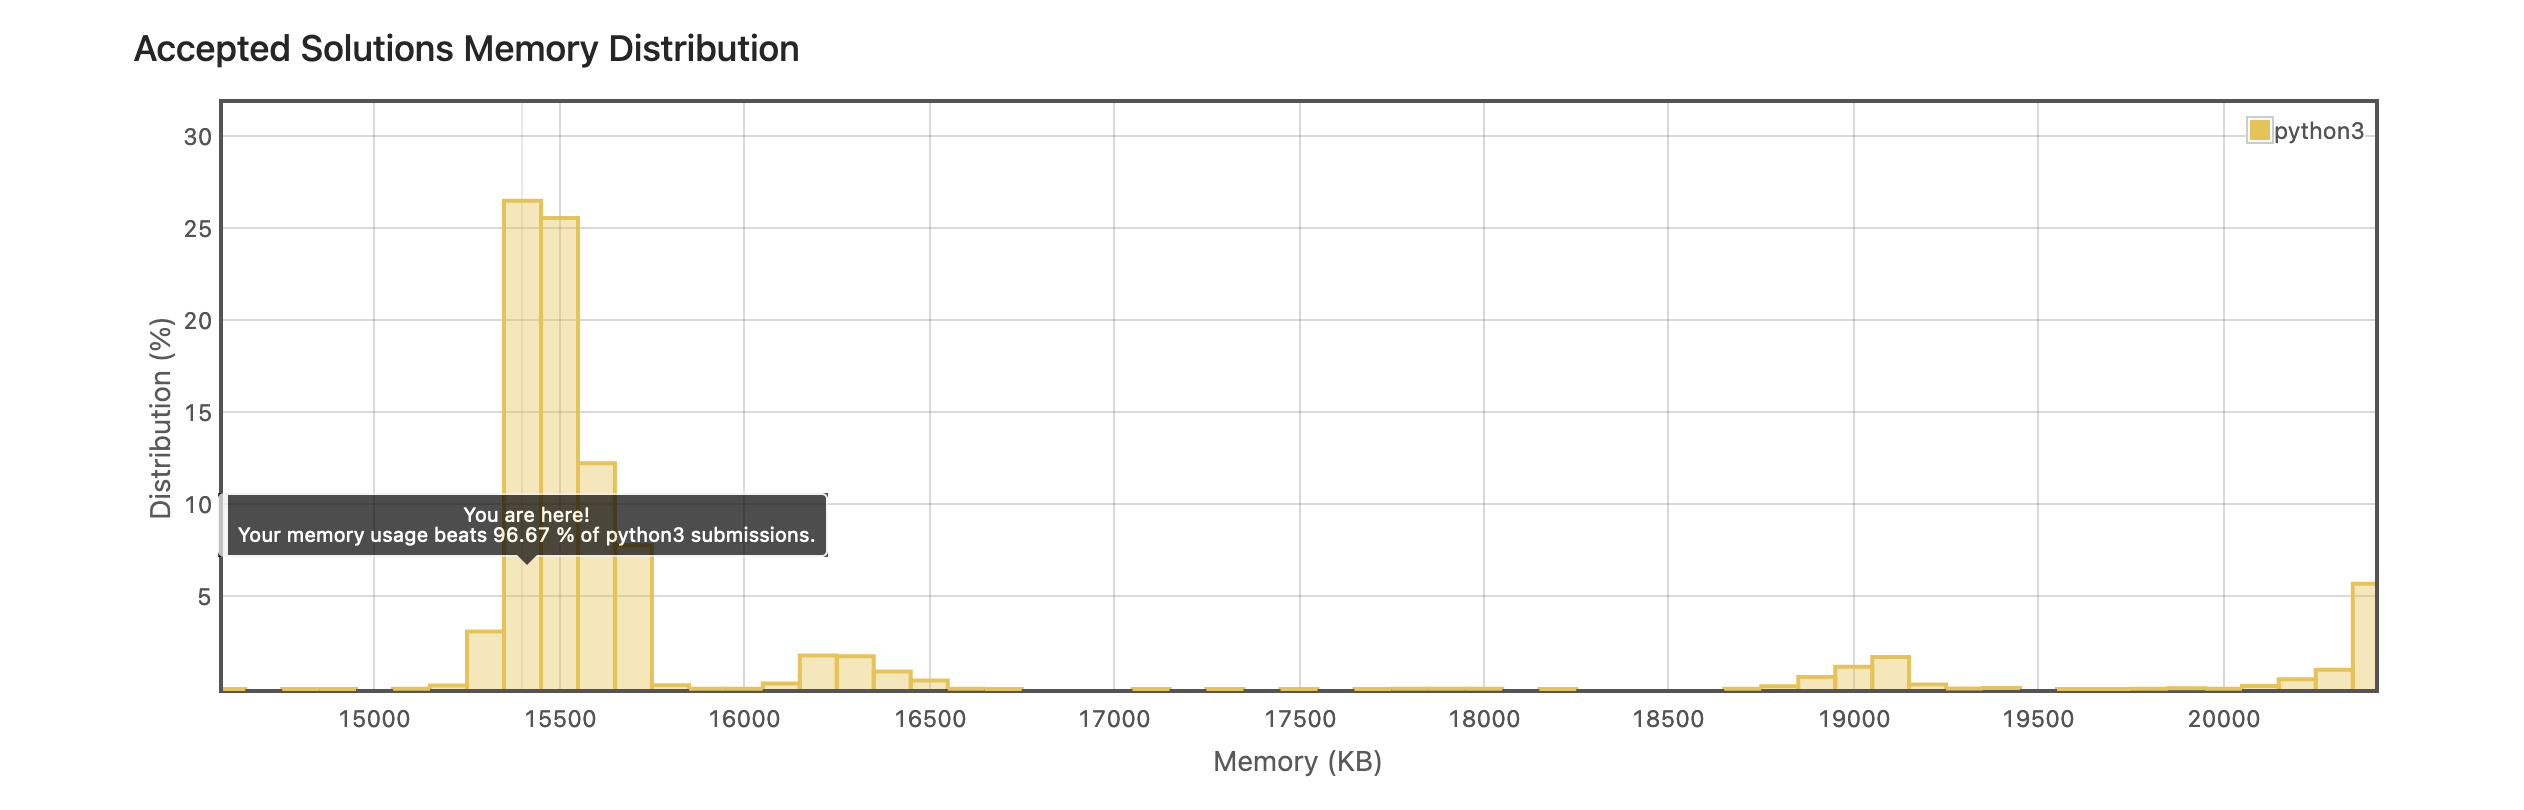 Accepted Solutions Memory Distribution
python3
30
25
20
15
10
5
Distribution (%)
You are here!
Your memory usage beats 96.67 % of python3 submissions.
15000 15500 16000 16500 17000 17500 18000 18500 19000 19500 20000
Memory (KB)